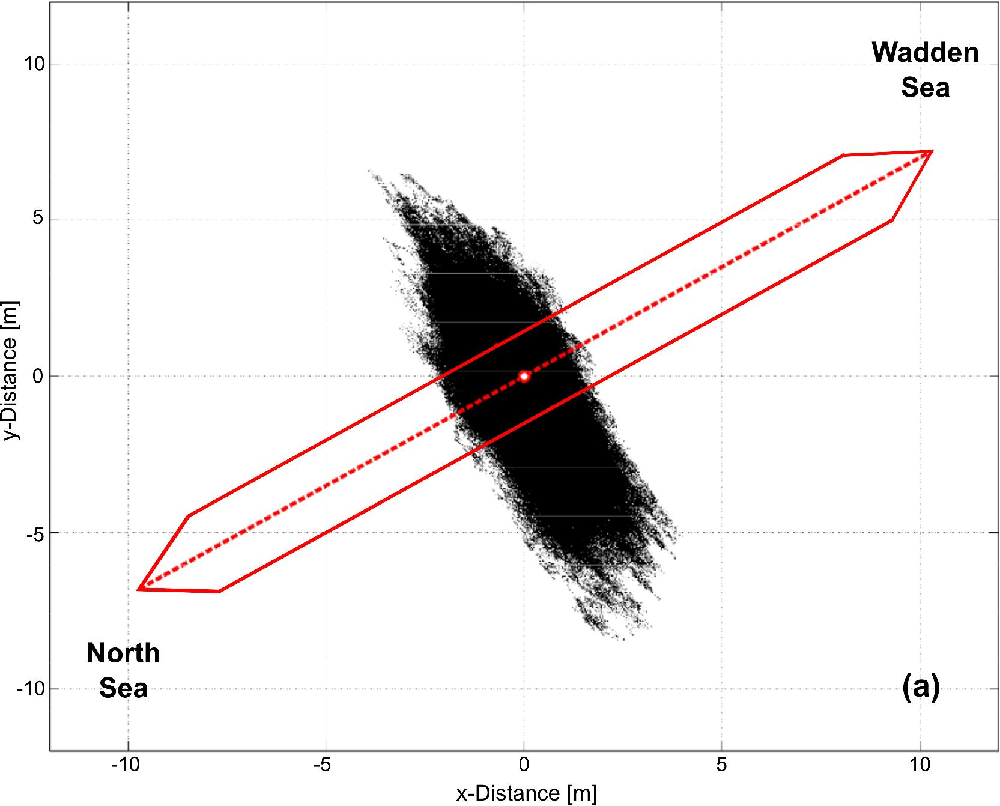 Wadden
Sea
10
5
0
-5
-10
y-Distance [m]
North
Sea
(a)
-10
-5
0
5
10
x-Distance [m]